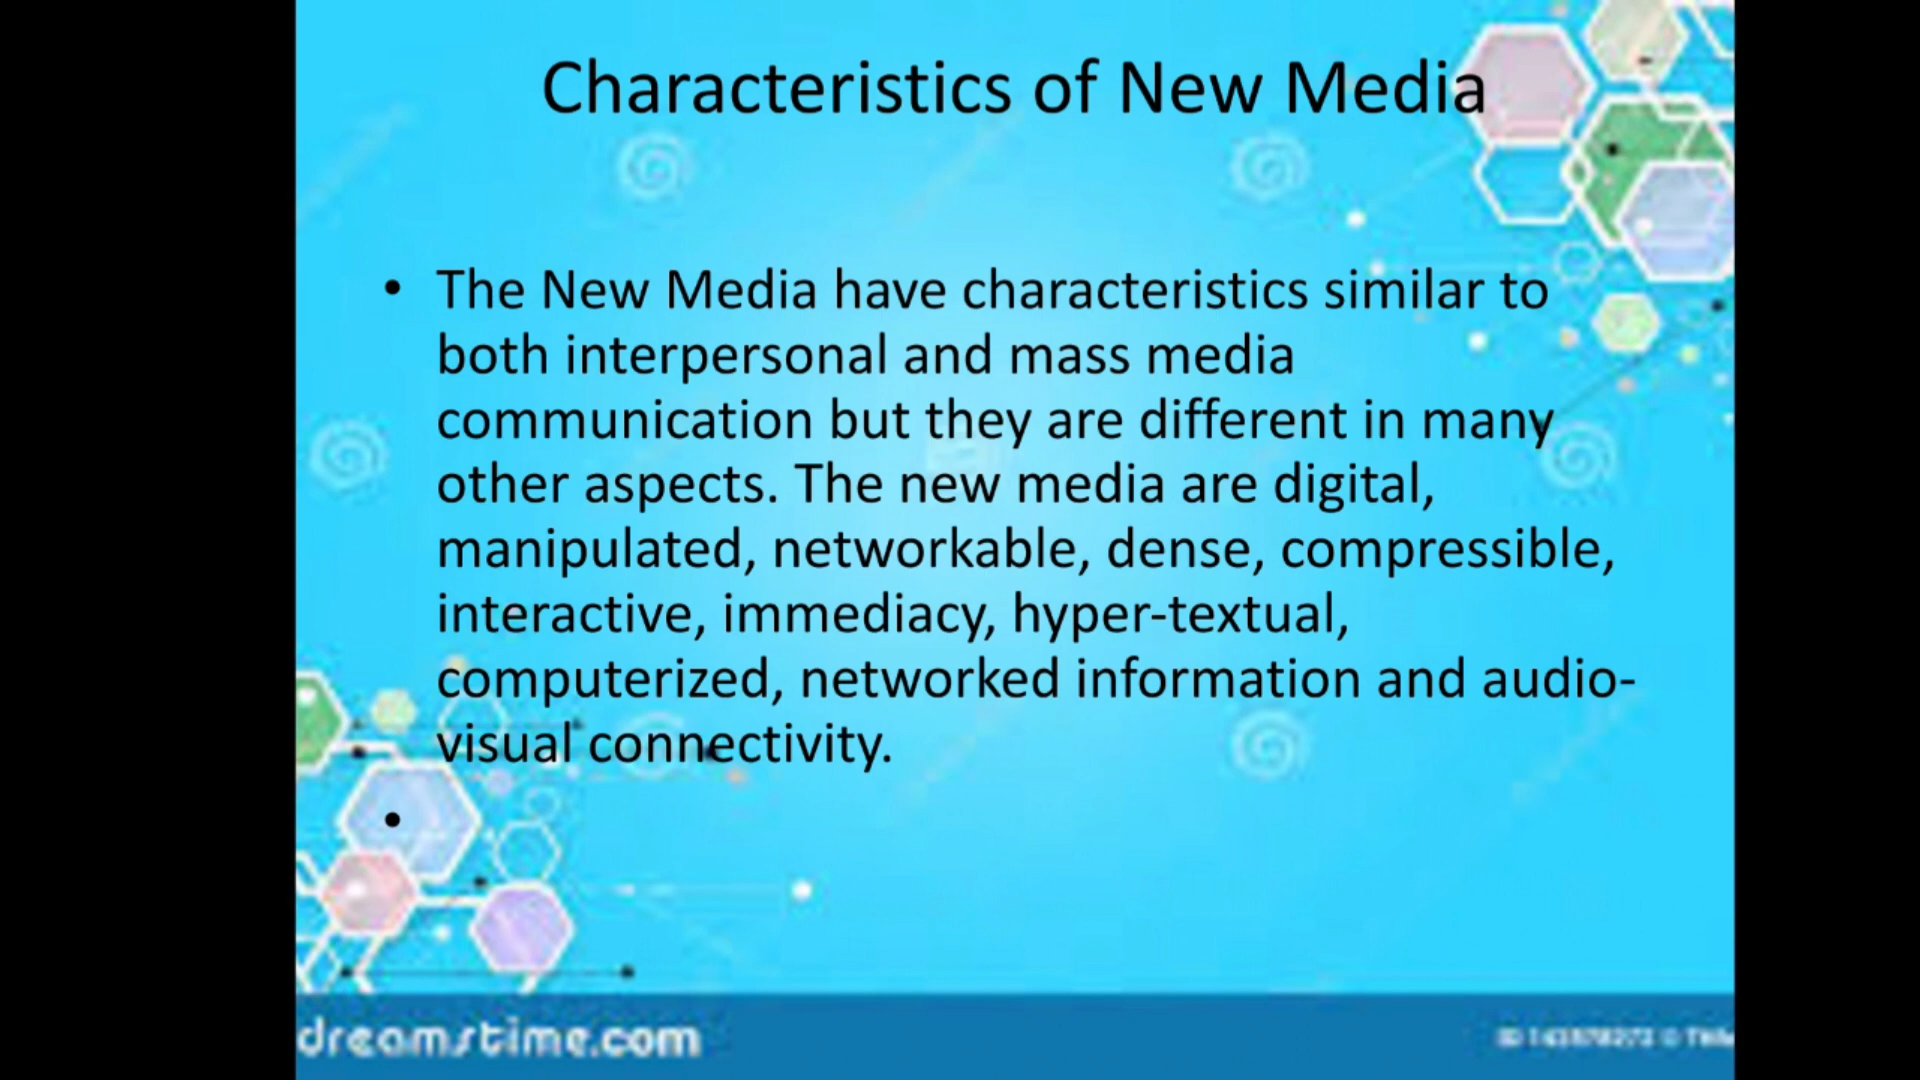 Characteristics of New Media
• The New Media have characteristics similar to
both interpersonal and mass media
communication but they are different in many
other aspects. The new media are digital,
manipulated, networkable, dense, compressible,
interactive, immediacy, hyper-textual,
computerized, networked information and audio-
visual connectivity.
•
dreamstime.com